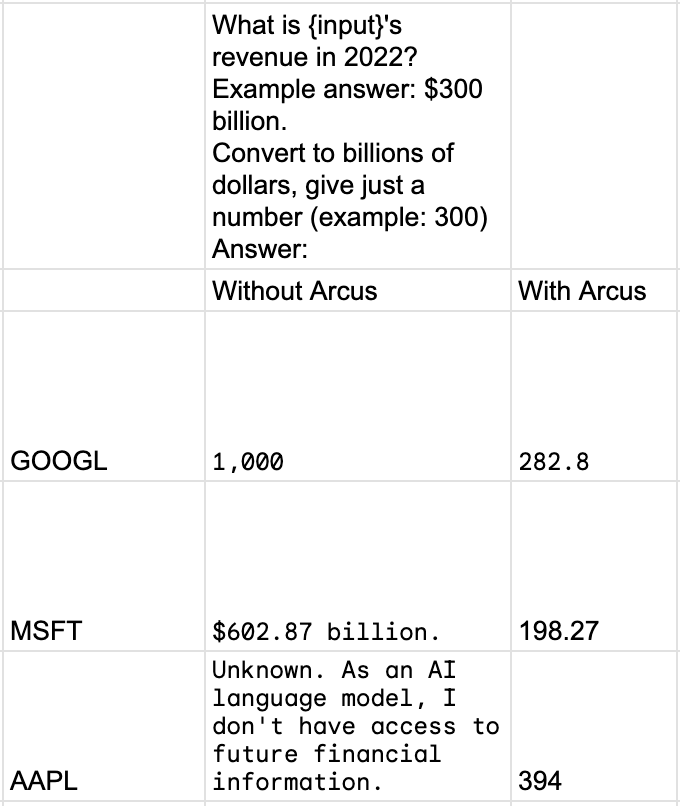 What is {input}'s
revenue in 2022?
Example answer: $300
billion.
Convert to billions of
dollars, give just a
number (example: 300)
Answer:
Without Arcus
With Arcus
GOOGL
1,000
282.8
MSFT
$602.87 billion.
198.27
Unknown. As an AI
language model, I
don't have access to
future financial
information.
AAPL
394